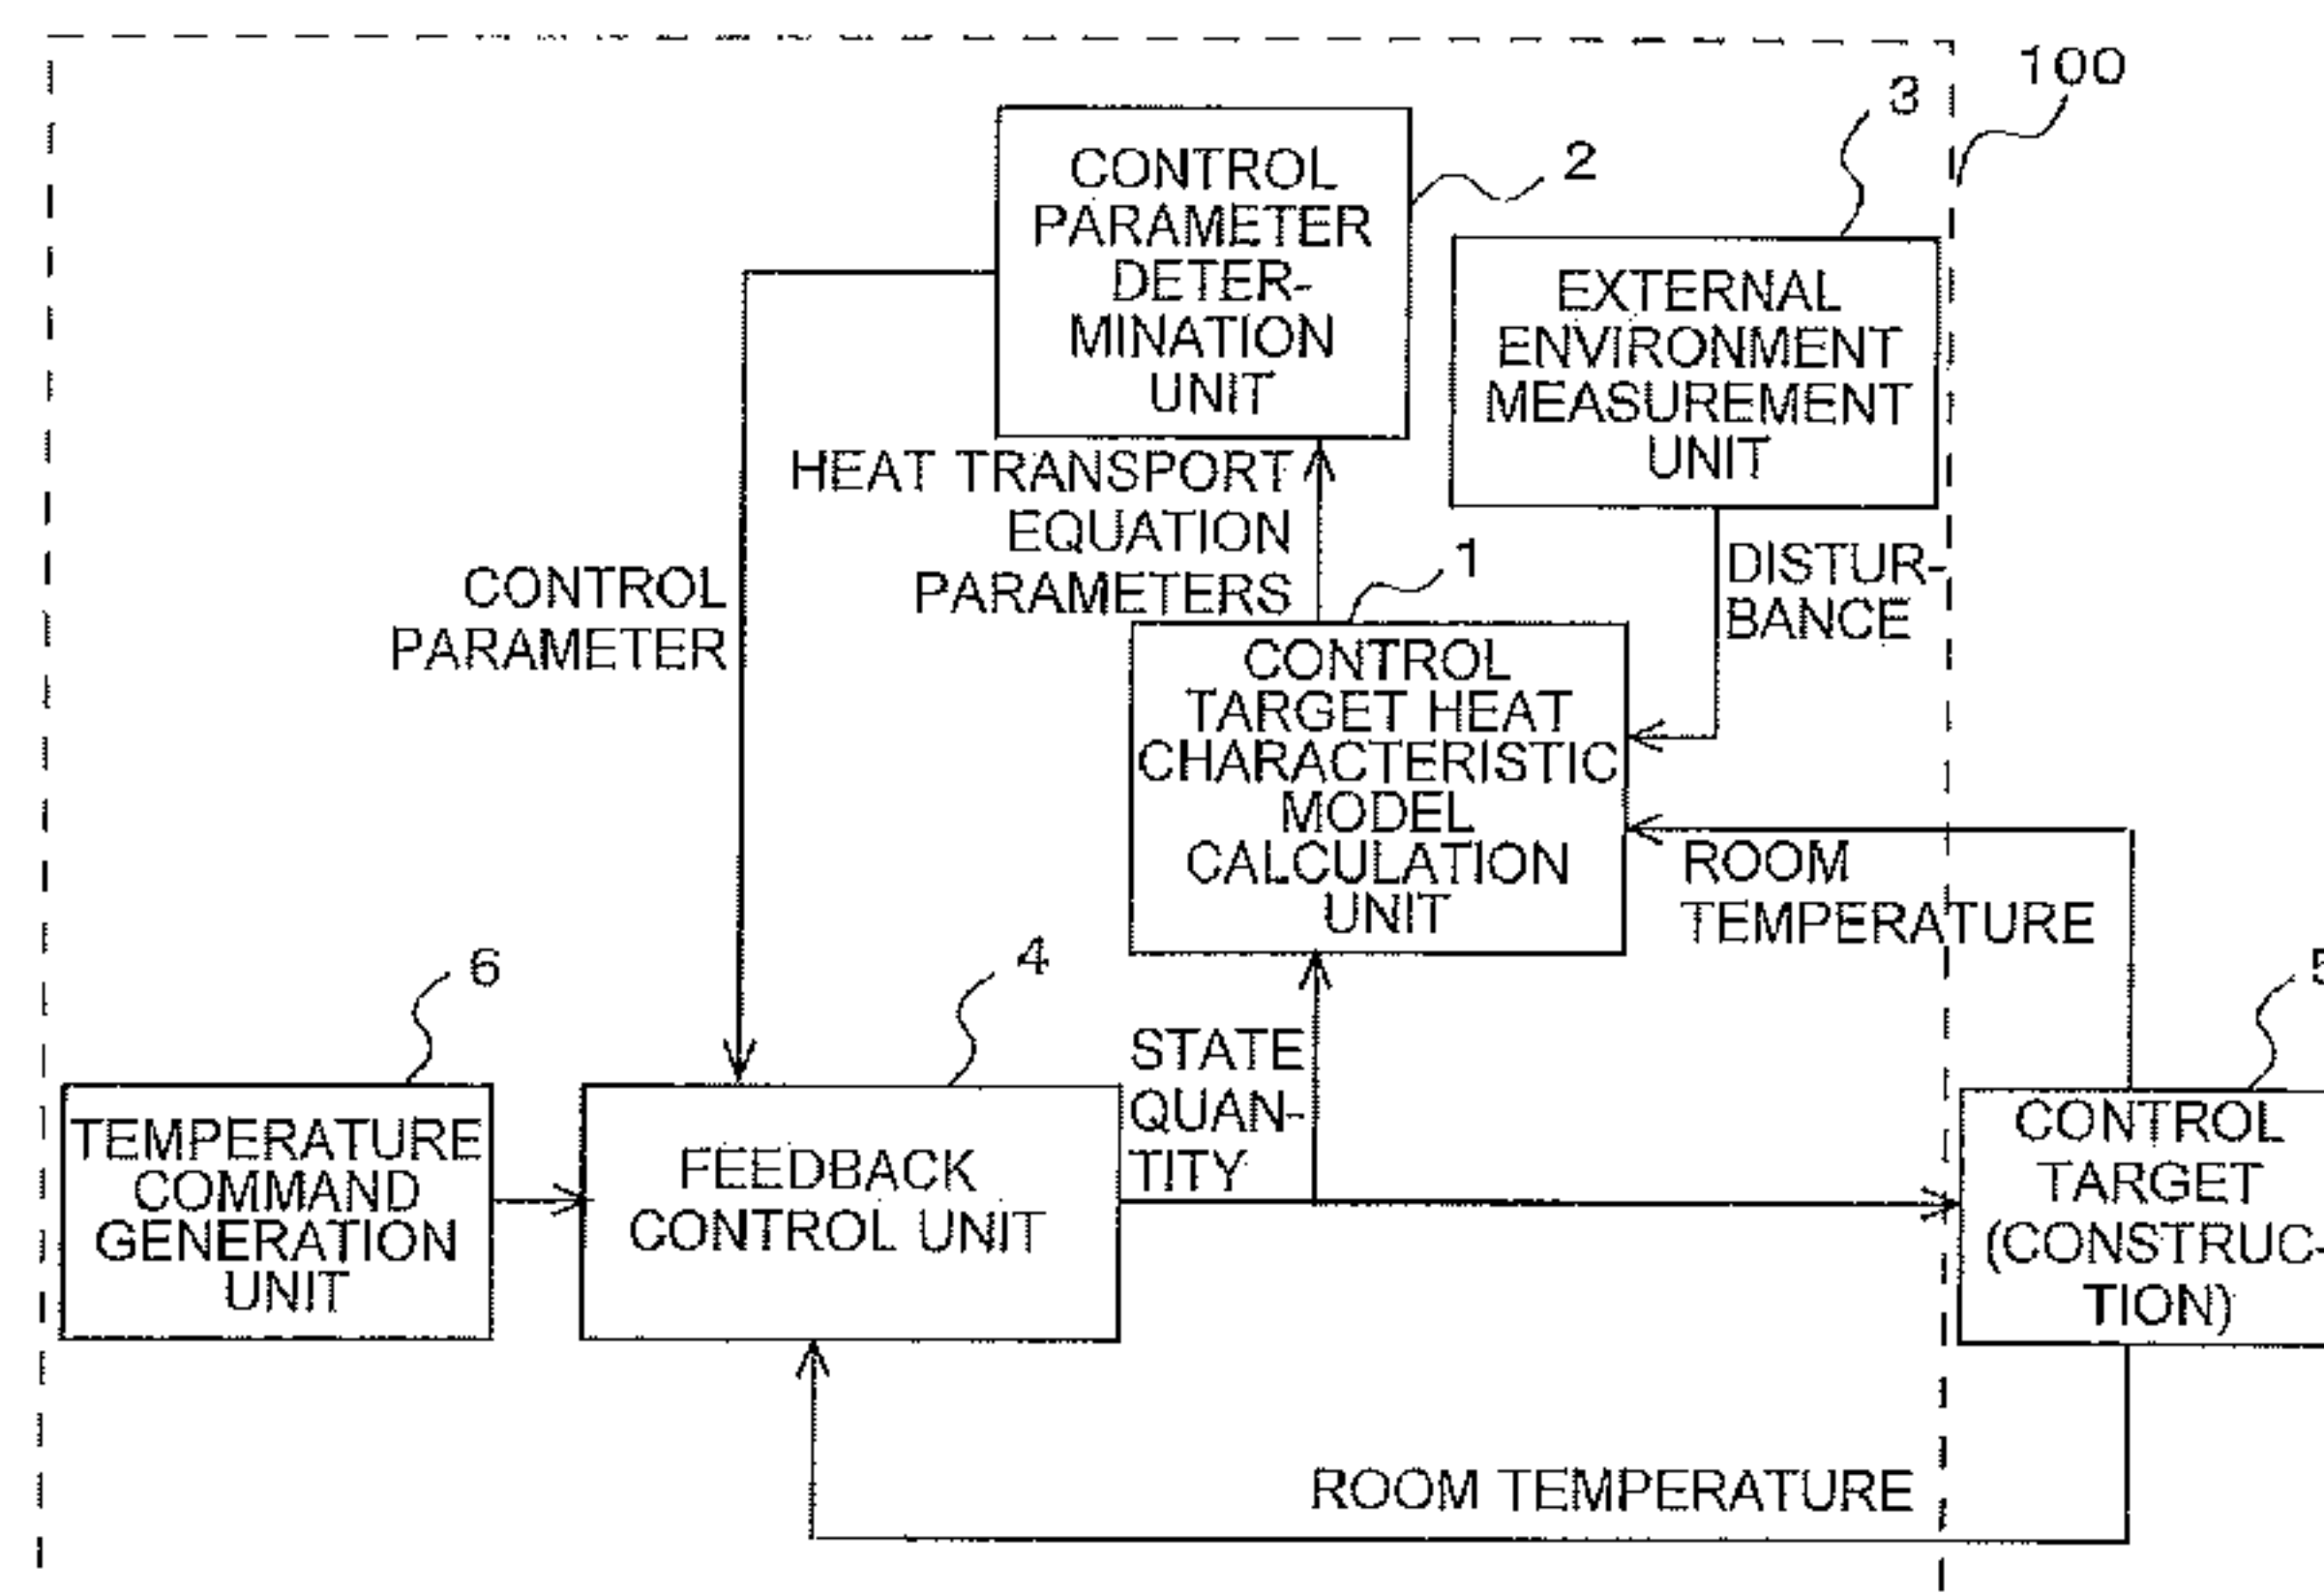 100
3
2
CONTROL
PARAMETER
DETER-
MINATION
UNIT
EXTERNAL
ENVIRONMENT
MEASUREMENT
UNIT
HEAT TRANSPORT
EQUATION
PARAMETERS
1
DISTUR-
BANCE
CONTROL
PARAMETER
CONTROL
TARGET HEAT
CHARACTERISTIC
MODEL
CALCULATION
UNIT
ROOM
TEMPERATURE
6
4
5
STATE
QUAN-
TITY
TEMPERATURE
COMMAND
GENERATION
UNIT
FEEDBACK
CONTROL UNIT
CONTROL
TARGET
(CONSTRUC-
TION)
ROOM TEMPERATURE